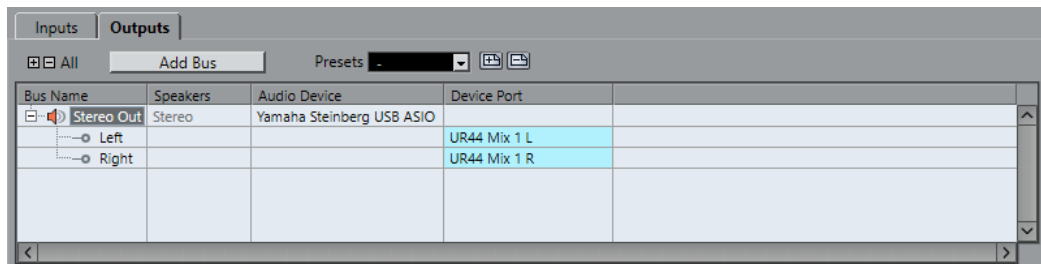 Inputs Outputs
All Add Bus Presets -
Bus Name Speakers Audio Device Device Port
Stereo Out Stereo Yamaha Steinberg USB ASIO
Left UR44 Mix 1 L
Right UR44 Mix 1 R